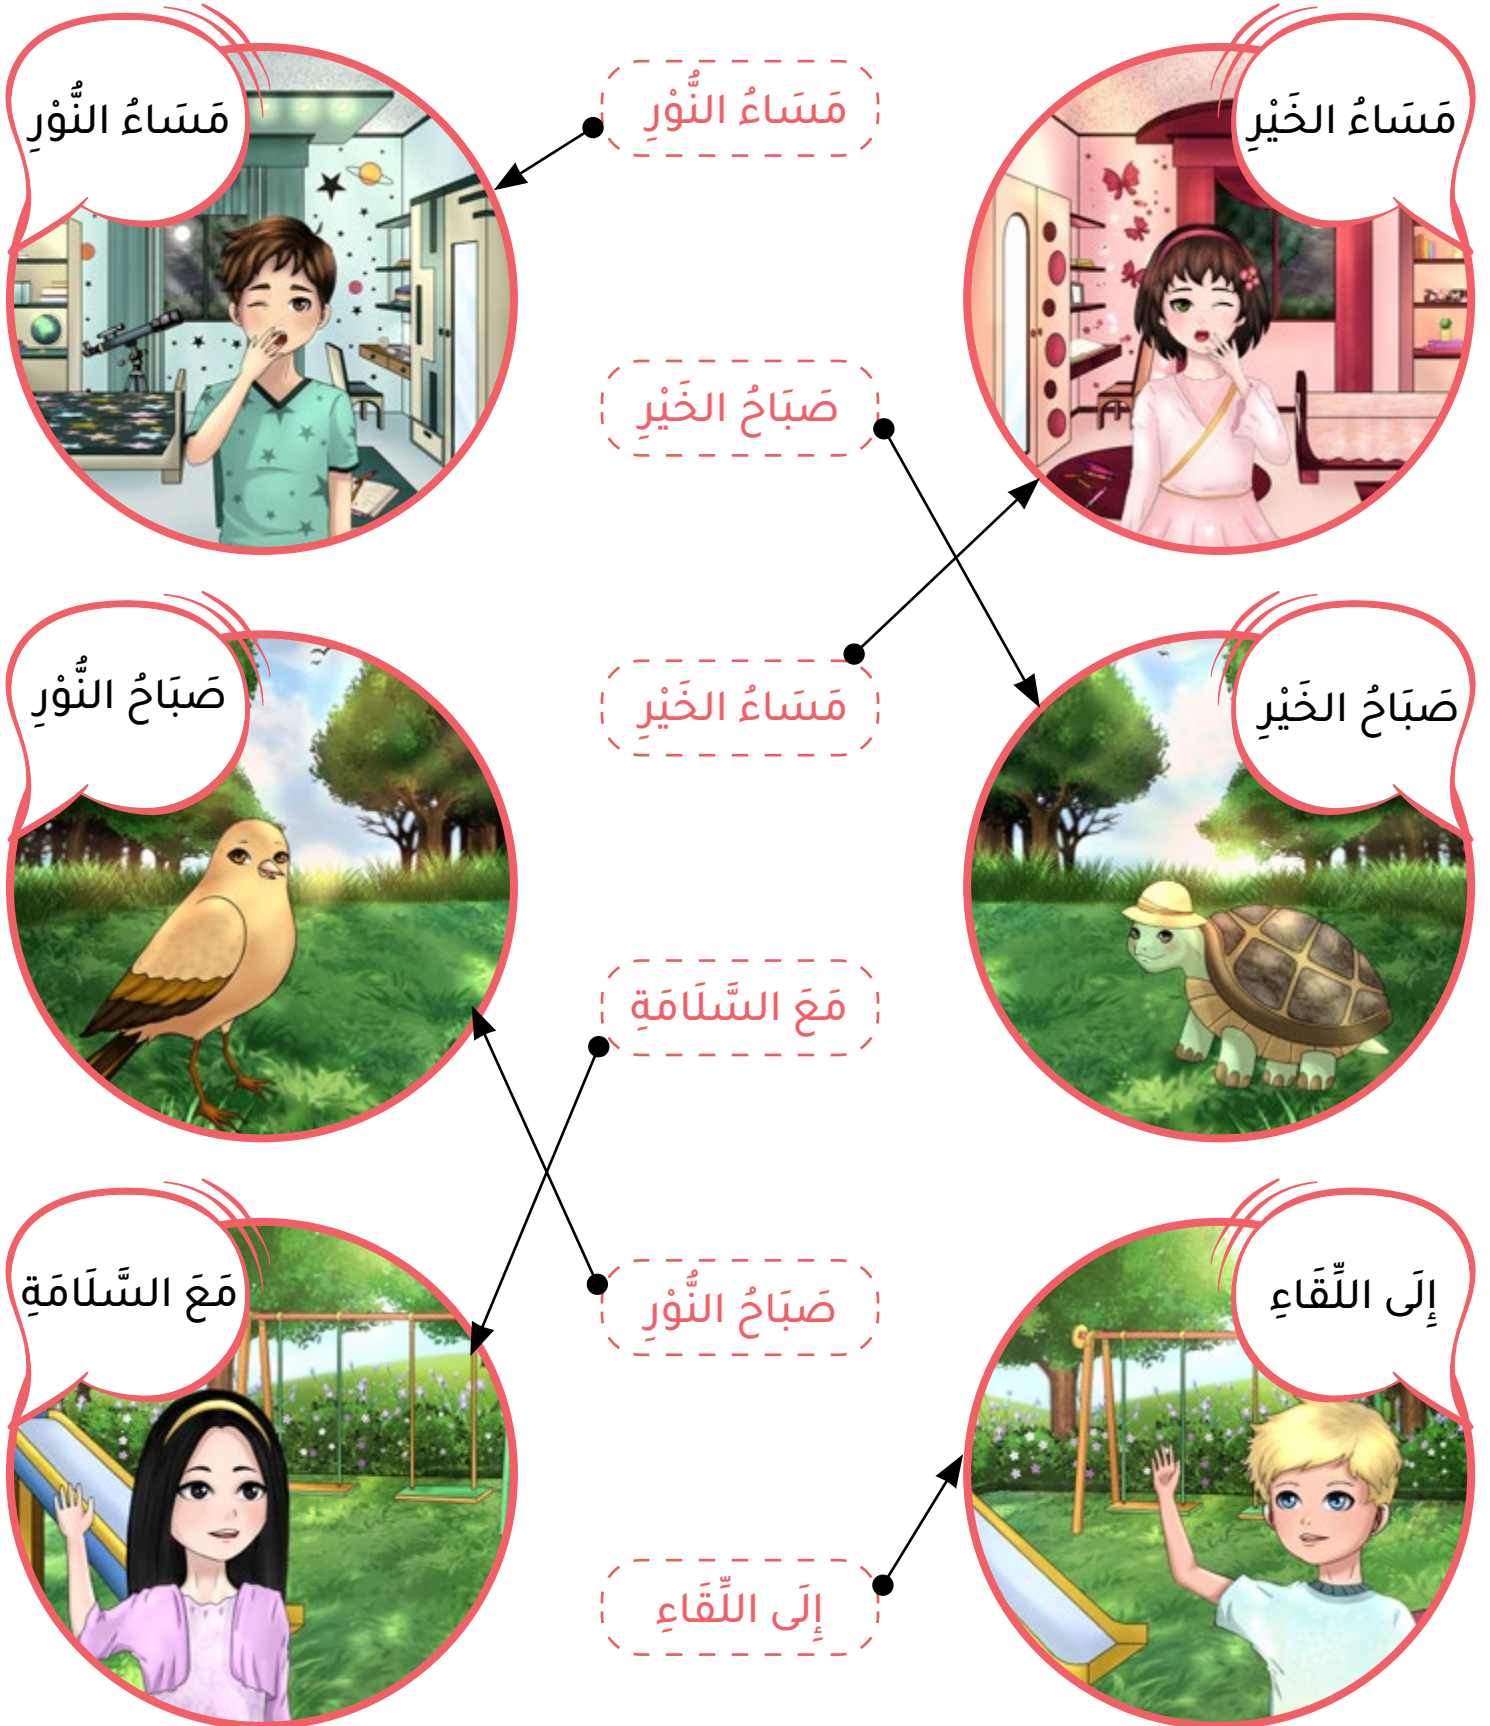 مَسَاءُ الخَيْرِ
مَسَاءُ النُّوْرِ
مَسَاءُ النُّوْرِ
صَبَاحُ الخَيْرِ
صَبَاحُ الخَيْرِ
مَسَاءُ الخَيْرِ
صَبَاحُ النُّوْرِ
مَعَ السَّلَامَةِ
إِلَى اللِّقَاءِ
صَبَاحُ النُّوْرِ
مَعَ السَّلَامَةِ
إِلَى اللِّقَاءِ